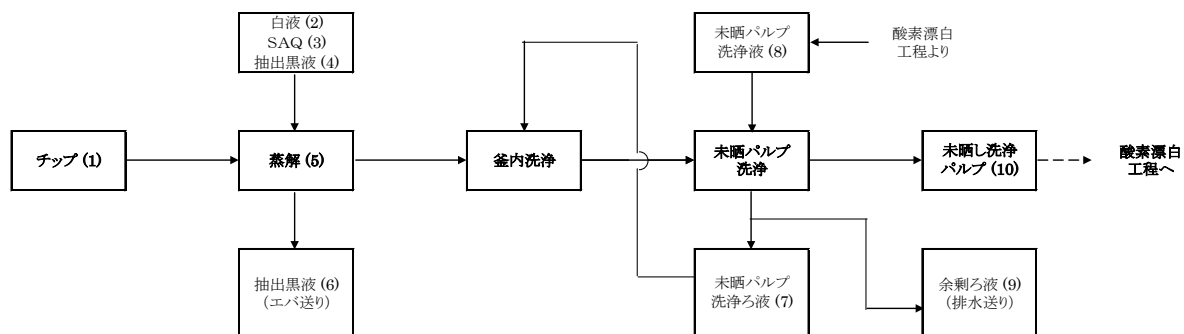 白液 (2)
SAQ (3)
抽出黒液 (4)
未晒パルプ
洗浄液 (8)
酸素漂白
工程より
チップ (1)
蒸解 (5)
釜内洗浄
未晒パルプ
洗浄
未晒し洗浄
パルプ (10)
酸素漂白
工程へ
抽出黒液 (6)
(エバ送り)
未晒パルプ
洗浄ろ液 (7)
余剰ろ液 (9)
(排水送り)